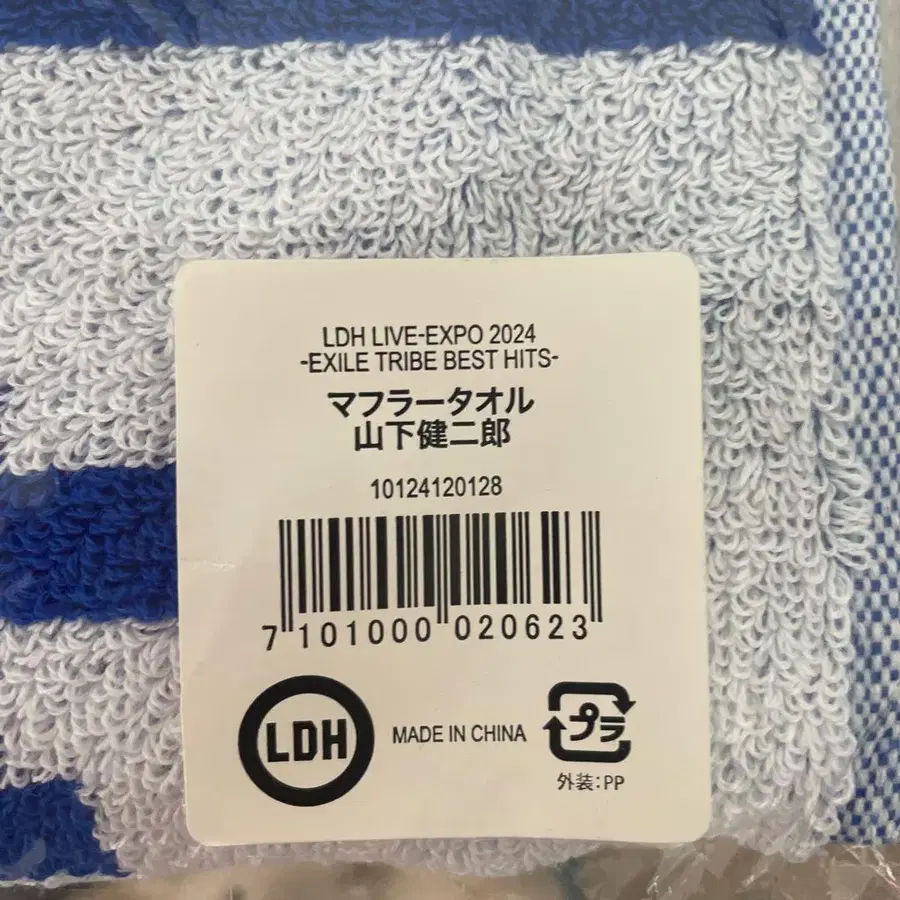 LDH LIVE-EXPO 2024
-EXILE TRIBE BEST HITS-
マフラータオル
山下健二郎
10124120128
7 101000 020623
LDH
MADE IN CHINA
プラ
外装:PP